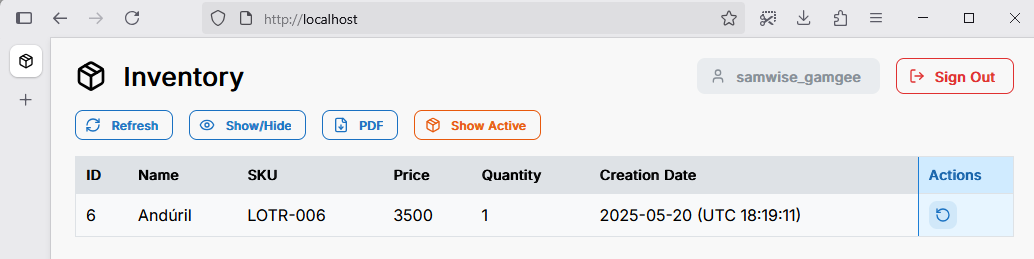 http://localhost
Inventory samwise_gamgee Sign Out
Refresh Show/Hide PDF Show Active
ID Name SKU Price Quantity Creation Date Actions
6 Andúril LOTR-006 3500 1 2025-05-20 (UTC 18:19:11)